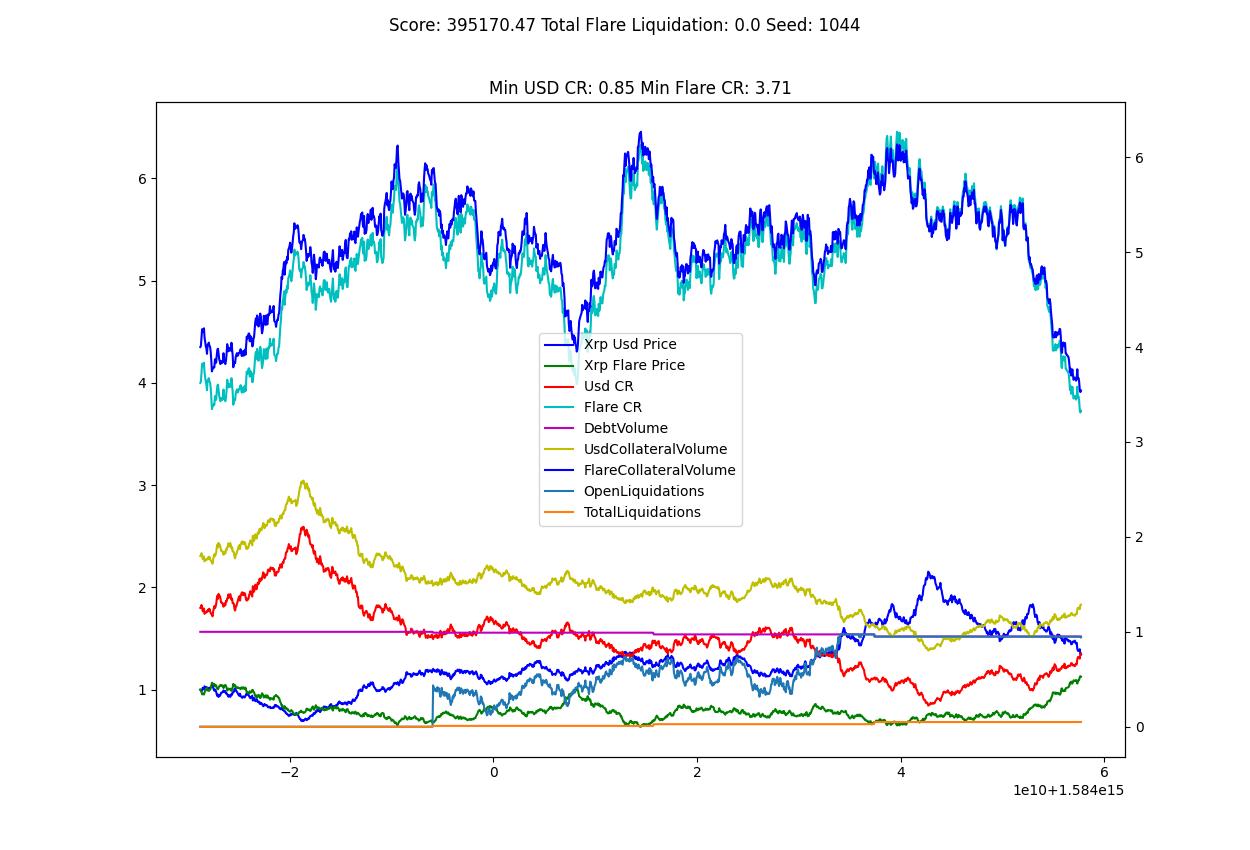 Score: 395170.47 Total Flare Liquidation: 0.0 Seed: 1044
Min USD CR: 0.85 Min Flare CR: 3.71
6
5
4
3
2
1
6
5
4
3
2
1
0
Xrp Usd Price
Xrp Flare Price
Usd CR
Flare CR
DebtVolume
UsdCollateralVolume
FlareCollateralVolume
OpenLiquidations
TotalLiquidations
−2
0
2
4
6
1e10+1.584e15